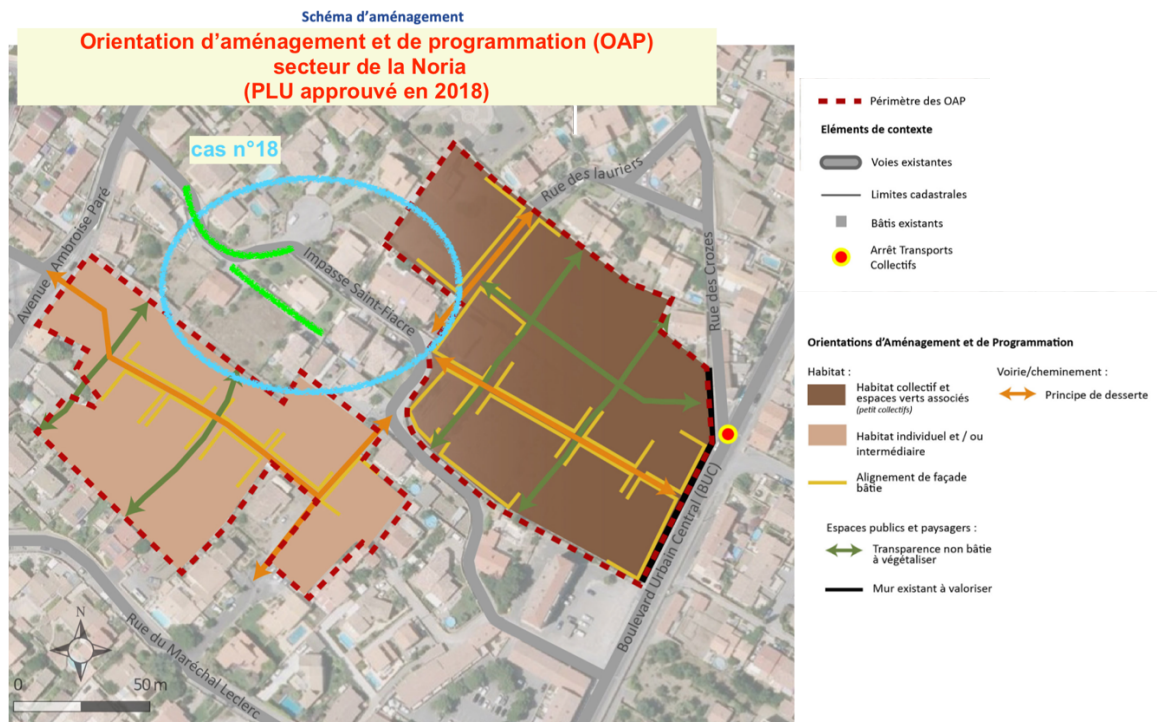 Schéma d'aménagement
Orientation d'aménagement et de programmation (OAP)
secteur de la Noria
(PLU approuvé en 2018)
cas n°18
Avenue Ambroise Paré
Impasse Saint-Fiacre
Rue des lauriers
Rue des Crozes
Boulevard Urbain Central (BUC)
Rue du Maréchal Leclerc
N
0
50 m
Périmètre des OAP
Eléments de contexte
Voies existantes
Limites cadastrales
Bâtis existants
Arrêt Transports
Collectifs
Orientations d'Aménagement et de Programmation
Habitat :
Habitat collectif et
espaces verts associés
(petit collectifs)
Habitat individuel et / ou
intermédiaire
Alignement de façade
bâtie
Voirie/cheminement :
Principe de desserte
Espaces publics et paysagers :
Transparence non bâtie
à végétaliser
Mur existant à valoriser